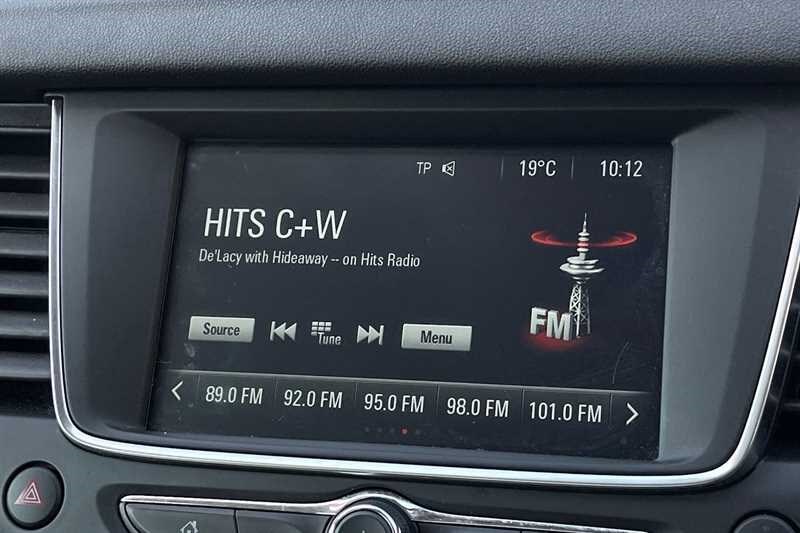 TP 19°C 10:12
HITS C+W
De'Lacy with Hideaway -- on Hits Radio
FM
Source Tune Menu
89.0 FM 92.0 FM 95.0 FM 98.0 FM 101.0 FM